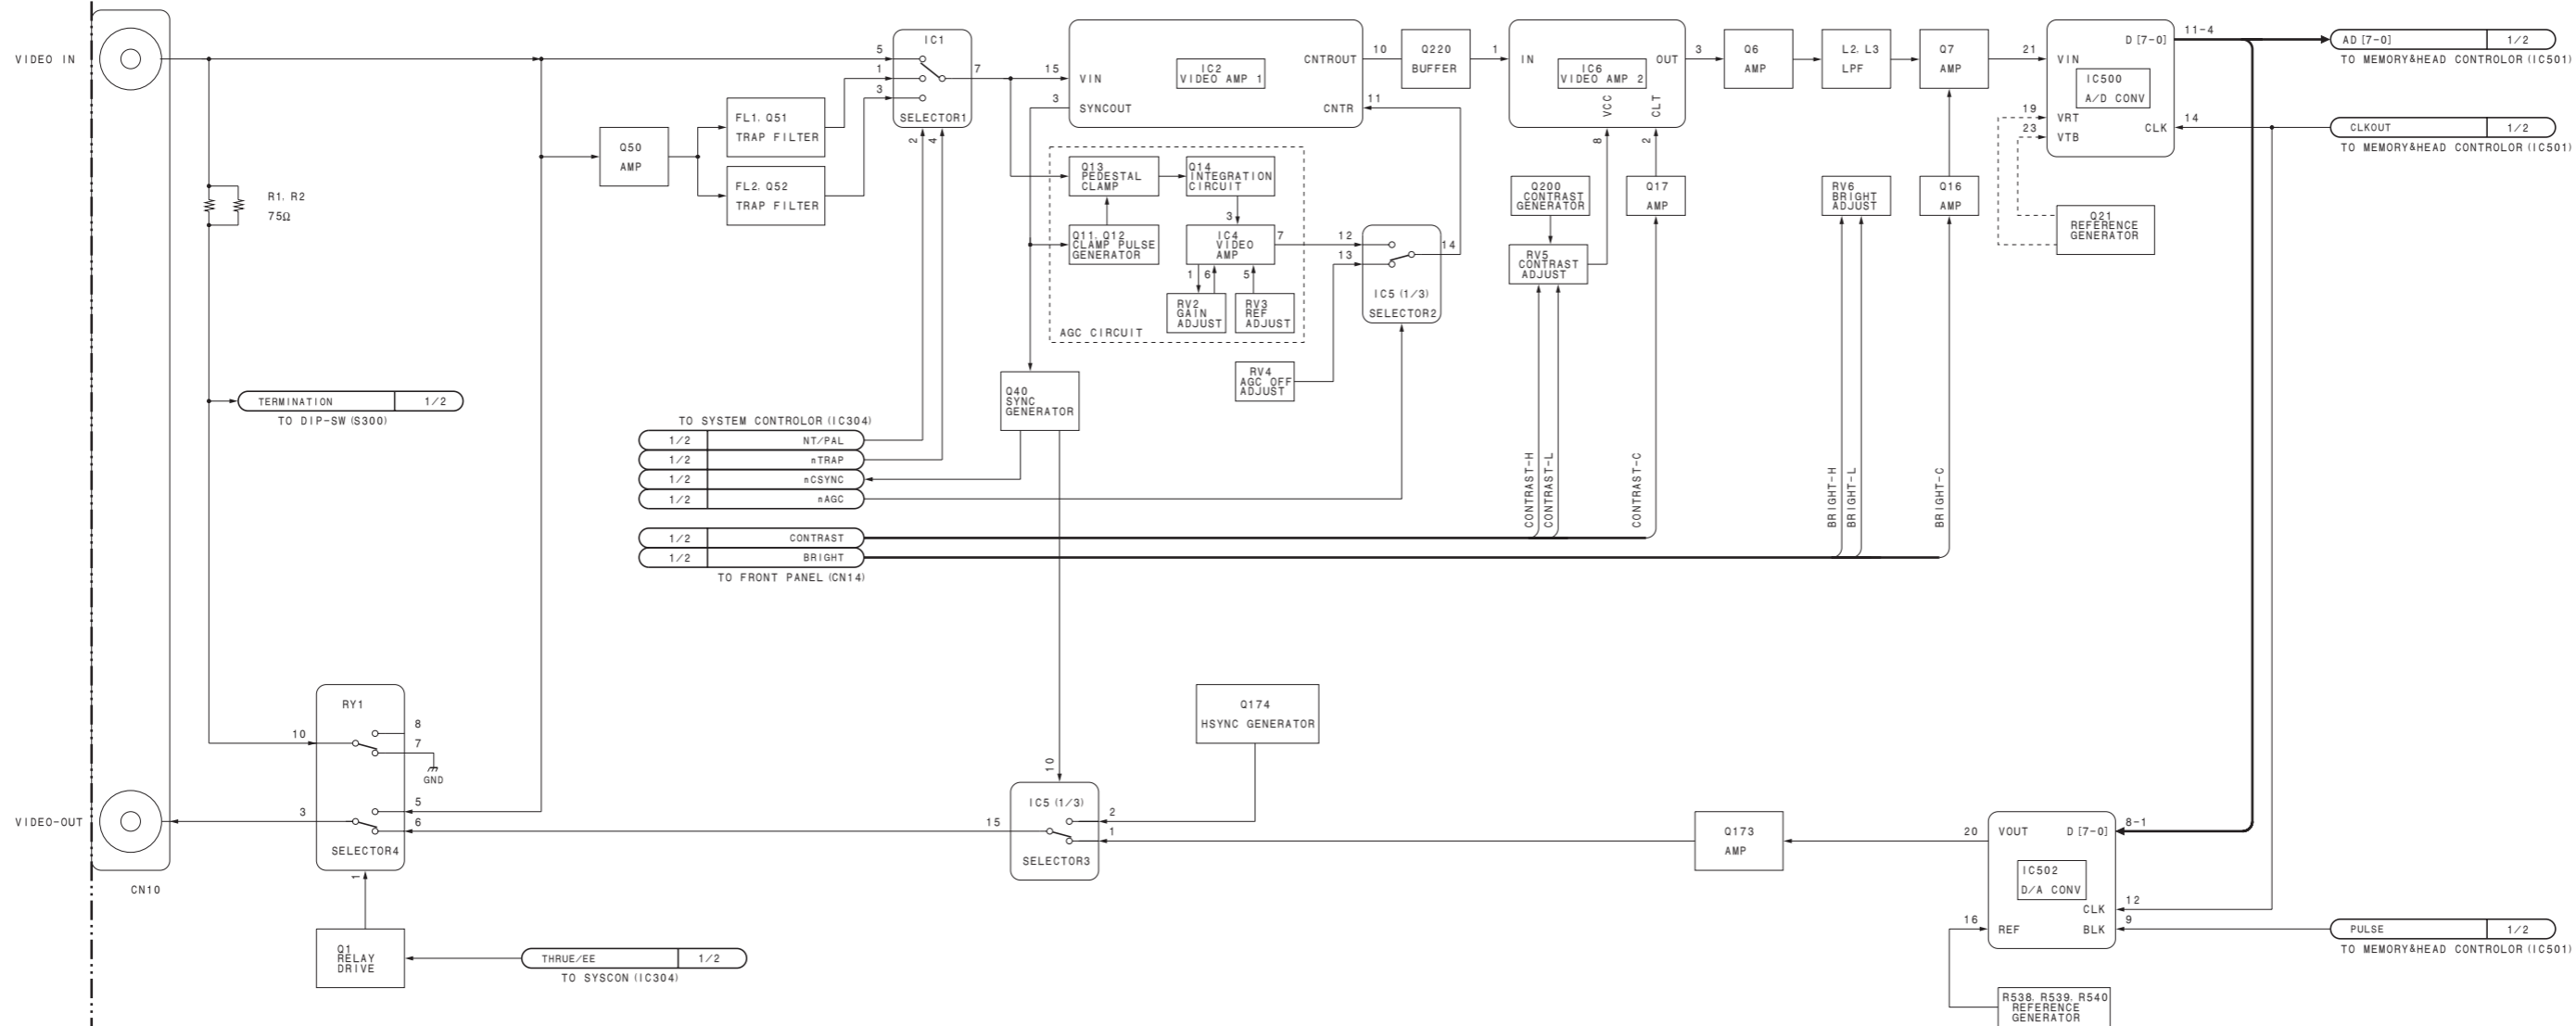 VIDEO IN
R1, R2
75Ω
TERMINATION 1/2
TO DIP-SW (S300)
Q50
AMP
FL1, Q51
TRAP FILTER
FL2, Q52
TRAP FILTER
IC1
5
1
3
7
SELECTOR1
2
4
15
VIN
3
SYNCOUT
IC2
VIDEO AMP 1
CNTROUT
10
CNTR
11
Q220
BUFFER
1
IN
IC6
VIDEO AMP 2
OUT
3
VCC
CLT
8
2
Q6
AMP
L2, L3
LPF
Q7
AMP
21
VIN
D [7-0]
11-4
IC500
A/D CONV
19
VRT
23
VTB
CLK
14
AD [7-0] 1/2
TO MEMORY&HEAD CONTROLOR (IC501)
CLKOUT 1/2
TO MEMORY&HEAD CONTROLOR (IC501)
Q13
PEDESTAL
CLAMP
Q14
INTEGRATION
CIRCUIT
3
Q11, Q12
CLAMP PULSE
GENERATOR
IC4
VIDEO
AMP
7
1
6
5
RV2
GAIN
ADJUST
RV3
REF
ADJUST
AGC CIRCUIT
12
13
14
IC5 (1/3)
SELECTOR2
RV4
AGC OFF
ADJUST
Q200
CONTRAST
GENERATOR
RV5
CONTRAST
ADJUST
Q17
AMP
RV6
BRIGHT
ADJUST
Q16
AMP
Q21
REFERENCE
GENERATOR
Q40
SYNC
GENERATOR
TO SYSTEM CONTROLOR (IC304)
1/2 NT/PAL
1/2 nTRAP
1/2 nCSYNC
1/2 nAGC
1/2 CONTRAST
1/2 BRIGHT
TO FRONT PANEL (CN14)
CONTRAST-H
CONTRAST-L
CONTRAST-C
BRIGHT-H
BRIGHT-L
BRIGHT-C
RY1
10
8
7
GND
5
3
6
SELECTOR4
1
VIDEO-OUT
CN10
Q1
RELAY
DRIVE
THRUE/EE 1/2
TO SYSCON (IC304)
Q174
HSYNC GENERATOR
10
IC5 (1/3)
15
2
1
SELECTOR3
Q173
AMP
20
VOUT
D [7-0]
8-1
IC502
D/A CONV
CLK
12
16
REF
BLK
9
PULSE 1/2
TO MEMORY&HEAD CONTROLOR (IC501)
R538, R539, R540
REFERENCE
GENERATOR